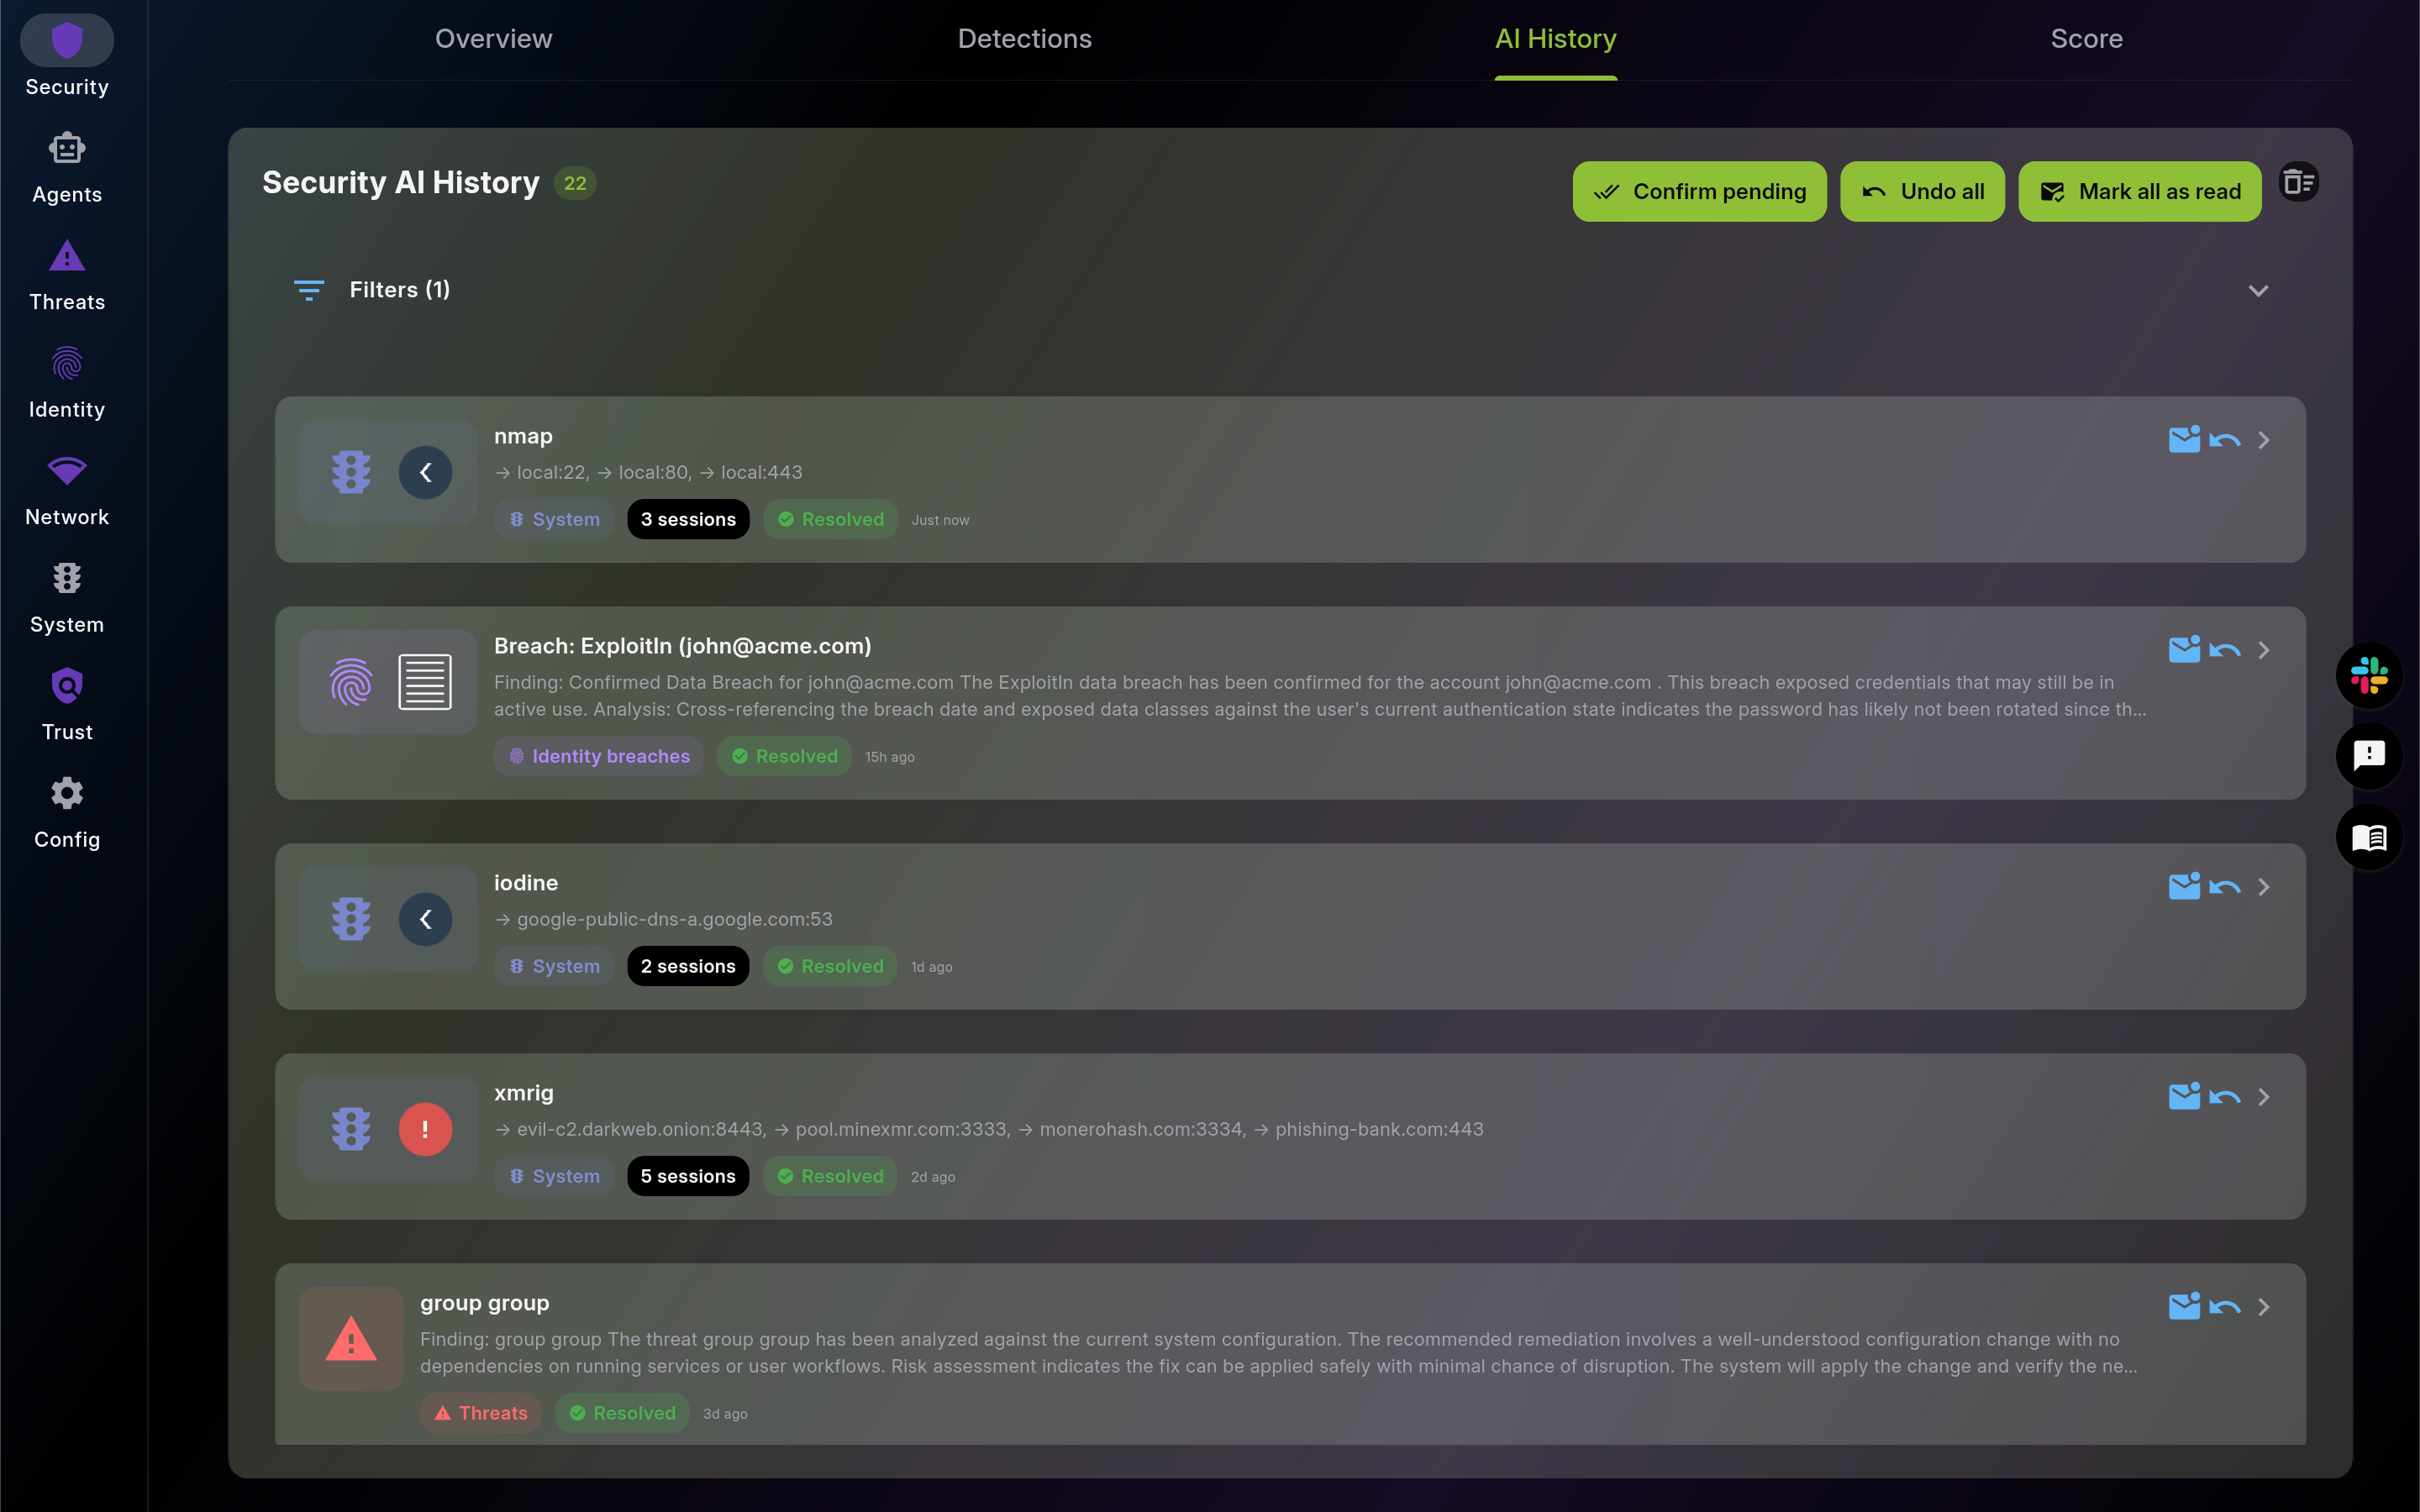 Overview
Detections
AI History
Score
Security
Agents
Threats
Identity
Network
System
Trust
Config
Security AI History 22
Confirm pending
Undo all
Mark all as read
Filters (1)
nmap
→ local:22, → local:80, → local:443
System
3 sessions
Resolved
Just now
Breach: ExploitIn (john@acme.com)
Finding: Confirmed Data Breach for john@acme.com The ExploitIn data breach has been confirmed for the account john@acme.com . This breach exposed credentials that may still be in
active use. Analysis: Cross-referencing the breach date and exposed data classes against the user's current authentication state indicates the password has likely not been rotated since th...
Identity breaches
Resolved
15h ago
iodine
→ google-public-dns-a.google.com:53
System
2 sessions
Resolved
1d ago
xmrig
→ evil-c2.darkweb.onion:8443, → pool.minexmr.com:3333, → monerohash.com:3334, → phishing-bank.com:443
System
5 sessions
Resolved
2d ago
group group
Finding: group group The threat group group has been analyzed against the current system configuration. The recommended remediation involves a well-understood configuration change with no
dependencies on running services or user workflows. Risk assessment indicates the fix can be applied safely with minimal chance of disruption. The system will apply the change and verify the ne...
Threats
Resolved
3d ago